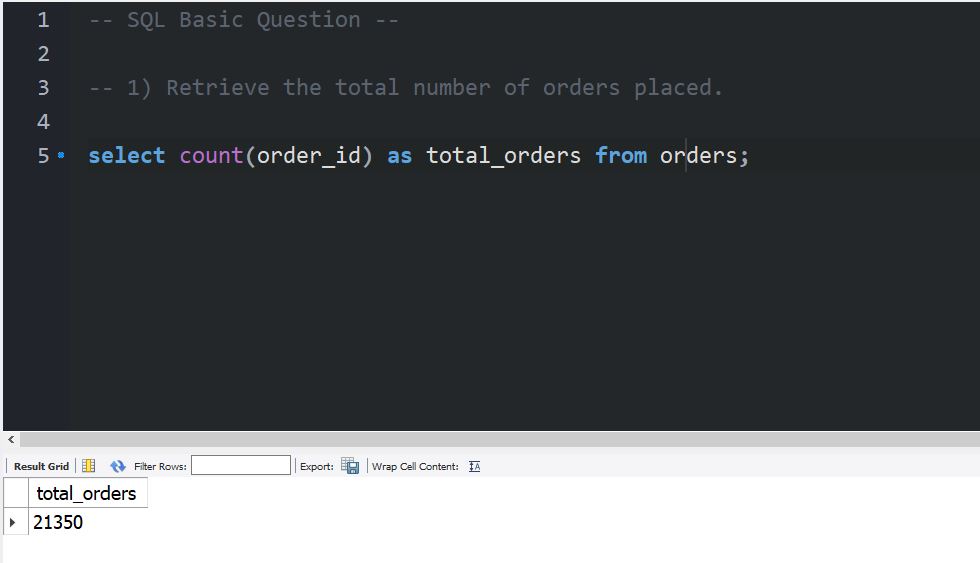 1 -- SQL Basic Question --
2
3 -- 1) Retrieve the total number of orders placed.
4
5 select count(order_id) as total_orders from orders;
Result Grid Filter Rows: Export: Wrap Cell Content: IA
total_orders
21350